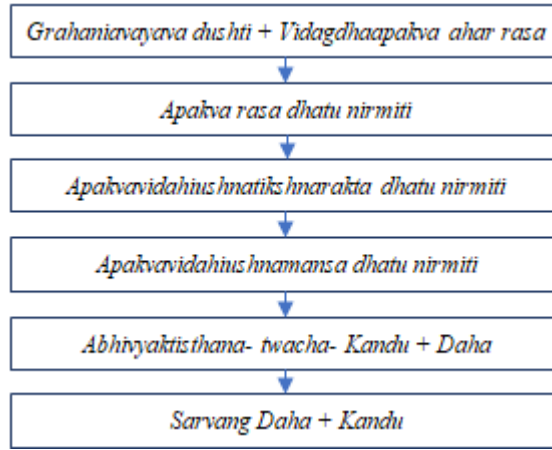 Grahaniavayava dushti + Vidagdhaapakva ahar rasa
Apakva rasa dhatu nirmiti
Apakvavidahiushnatikshnarakta dhatu nirmiti
Apakvavidahiushnamansa dhatu nirmiti
Abhivyaktisthana- twacha- Kandu + Daha
Sarvang Daha + Kandu